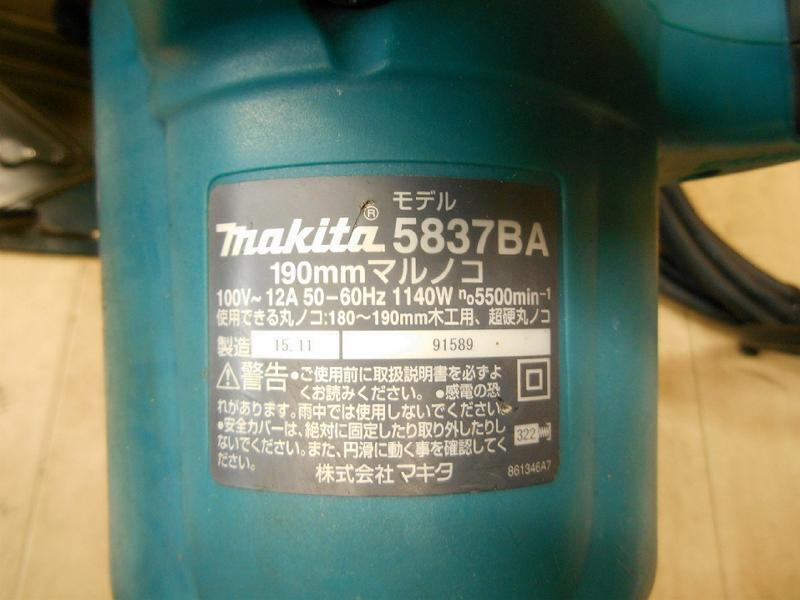 モデル
makita® 5837BA
190mmマルノコ
100V～ 12A 50－60Hz 1140W n₀5500min⁻¹
使用できる丸ノコ:180～190mm木工用、超硬丸ノコ
製造 15.11 91589
⚠警告 ●ご使用前に取扱説明書を必ずよ
くお読みください。 ●感電の恐
れがあります。雨中では使用しないでください。
●安全カバーは、絶対に固定したり取り外したりし
ないでください。また、円滑に動く事を確認してく
ださい。
322
株式会社 マキタ
861346A7